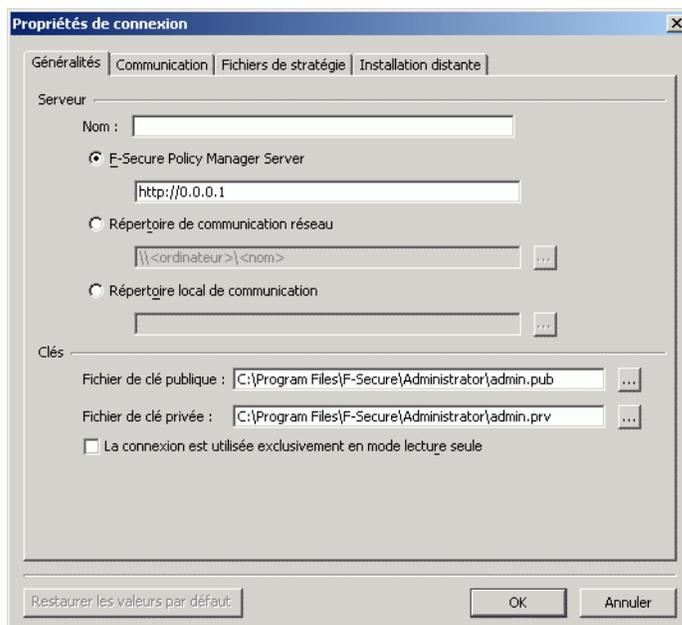 Propriétés de connexion
Généralités
Communication
Fichiers de stratégie
Installation distante
Serveur
Nom :
F-Secure Policy Manager Server
http://0.0.0.1
Répertoire de communication réseau
\\<ordinateur>\<nom>
...
Répertoire local de communication
...
Clés
Fichier de clé publique : C:\Program Files\F-Secure\Administrator\admin.pub ...
Fichier de clé privée : C:\Program Files\F-Secure\Administrator\admin.prv ...
La connexion est utilisée exclusivement en mode lecture seule
Restaurer les valeurs par défaut
OK
Annuler